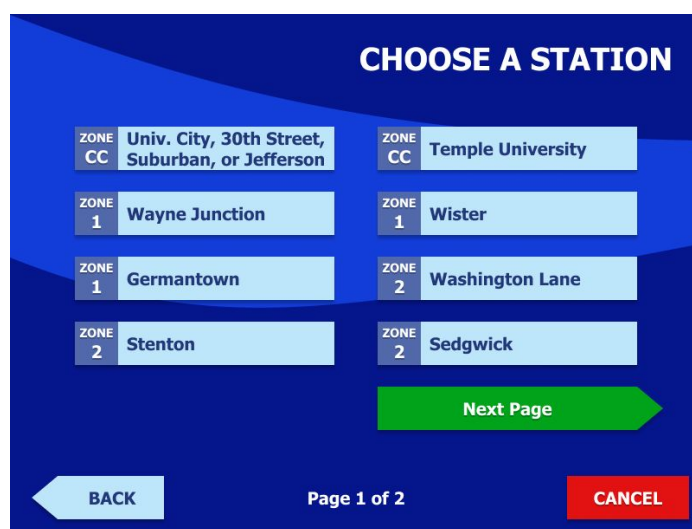 CHOOSE A STATION
ZONE CC
Univ. City, 30th Street,
Suburban, or Jefferson
ZONE CC
Temple University
ZONE 1
Wayne Junction
ZONE 1
Wister
ZONE 1
Germantown
ZONE 2
Washington Lane
ZONE 2
Stenton
ZONE 2
Sedgwick
Next Page
BACK
Page 1 of 2
CANCEL